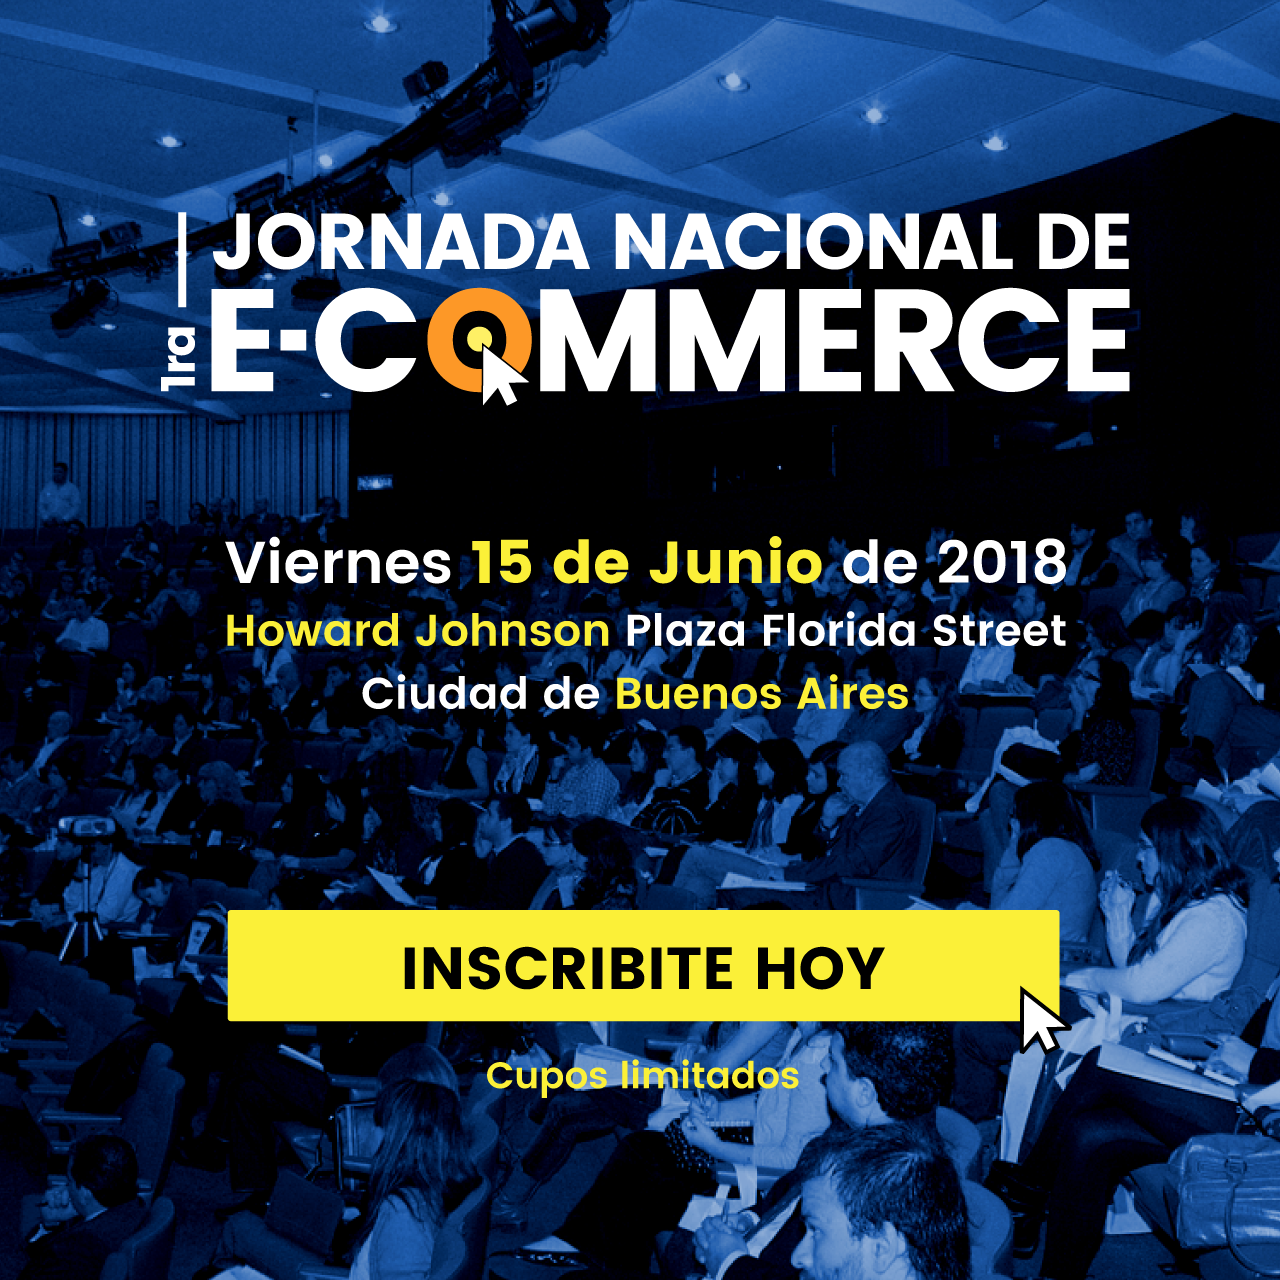 1ra JORNADA NACIONAL DE
E-COMMERCE
Viernes 15 de Junio de 2018
Howard Johnson Plaza Florida Street
Ciudad de Buenos Aires
INSCRIBITE HOY
Cupos limitados